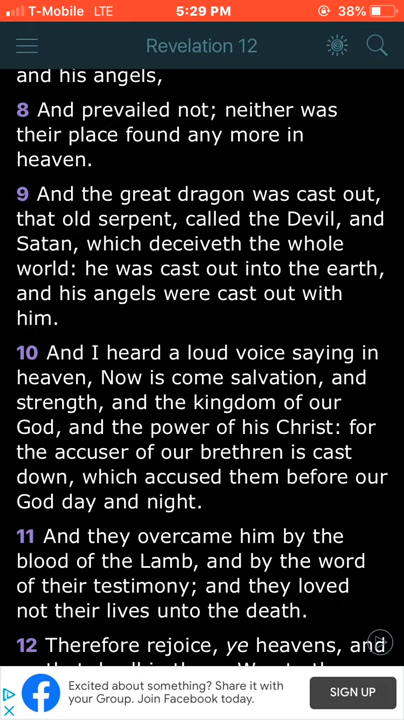 T-Mobile LTE 5:29 PM 38%
Revelation 12
and his angels,
8 And prevailed not; neither was
their place found any more in
heaven.
9 And the great dragon was cast out,
that old serpent, called the Devil, and
Satan, which deceiveth the whole
world: he was cast out into the earth,
and his angels were cast out with
him.
10 And I heard a loud voice saying in
heaven, Now is come salvation, and
strength, and the kingdom of our
God, and the power of his Christ: for
the accuser of our brethren is cast
down, which accused them before our
God day and night.
11 And they overcame him by the
blood of the Lamb, and by the word
of their testimony; and they loved
not their lives unto the death.
12 Therefore rejoice, ye heavens, and
Excited about something? Share it with
your Group. Join Facebook today.
SIGN UP